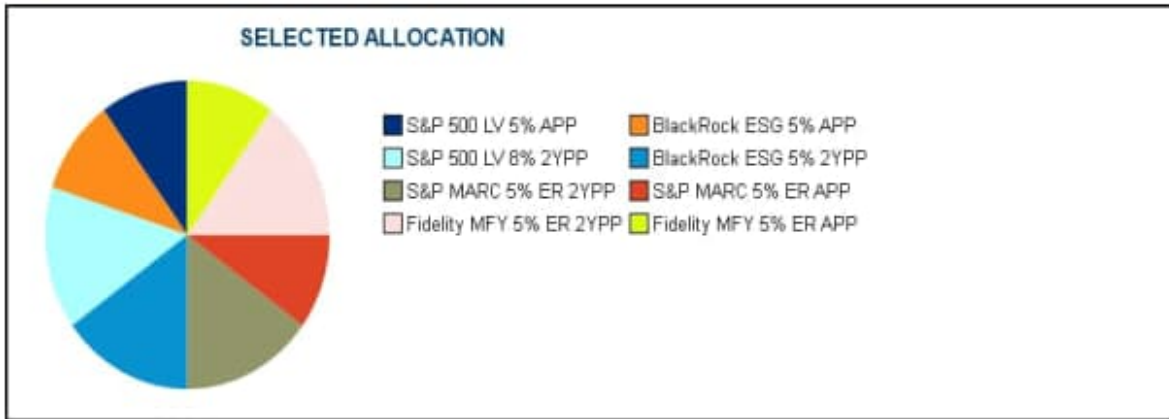 SELECTED ALLOCATION
S&P 500 LV 5% APP BlackRock ESG 5% APP
S&P 500 LV 8% 2YPP BlackRock ESG 5% 2YPP
S&P MARC 5% ER 2YPP S&P MARC 5% ER APP
Fidelity MFY 5% ER 2YPP Fidelity MFY 5% ER APP